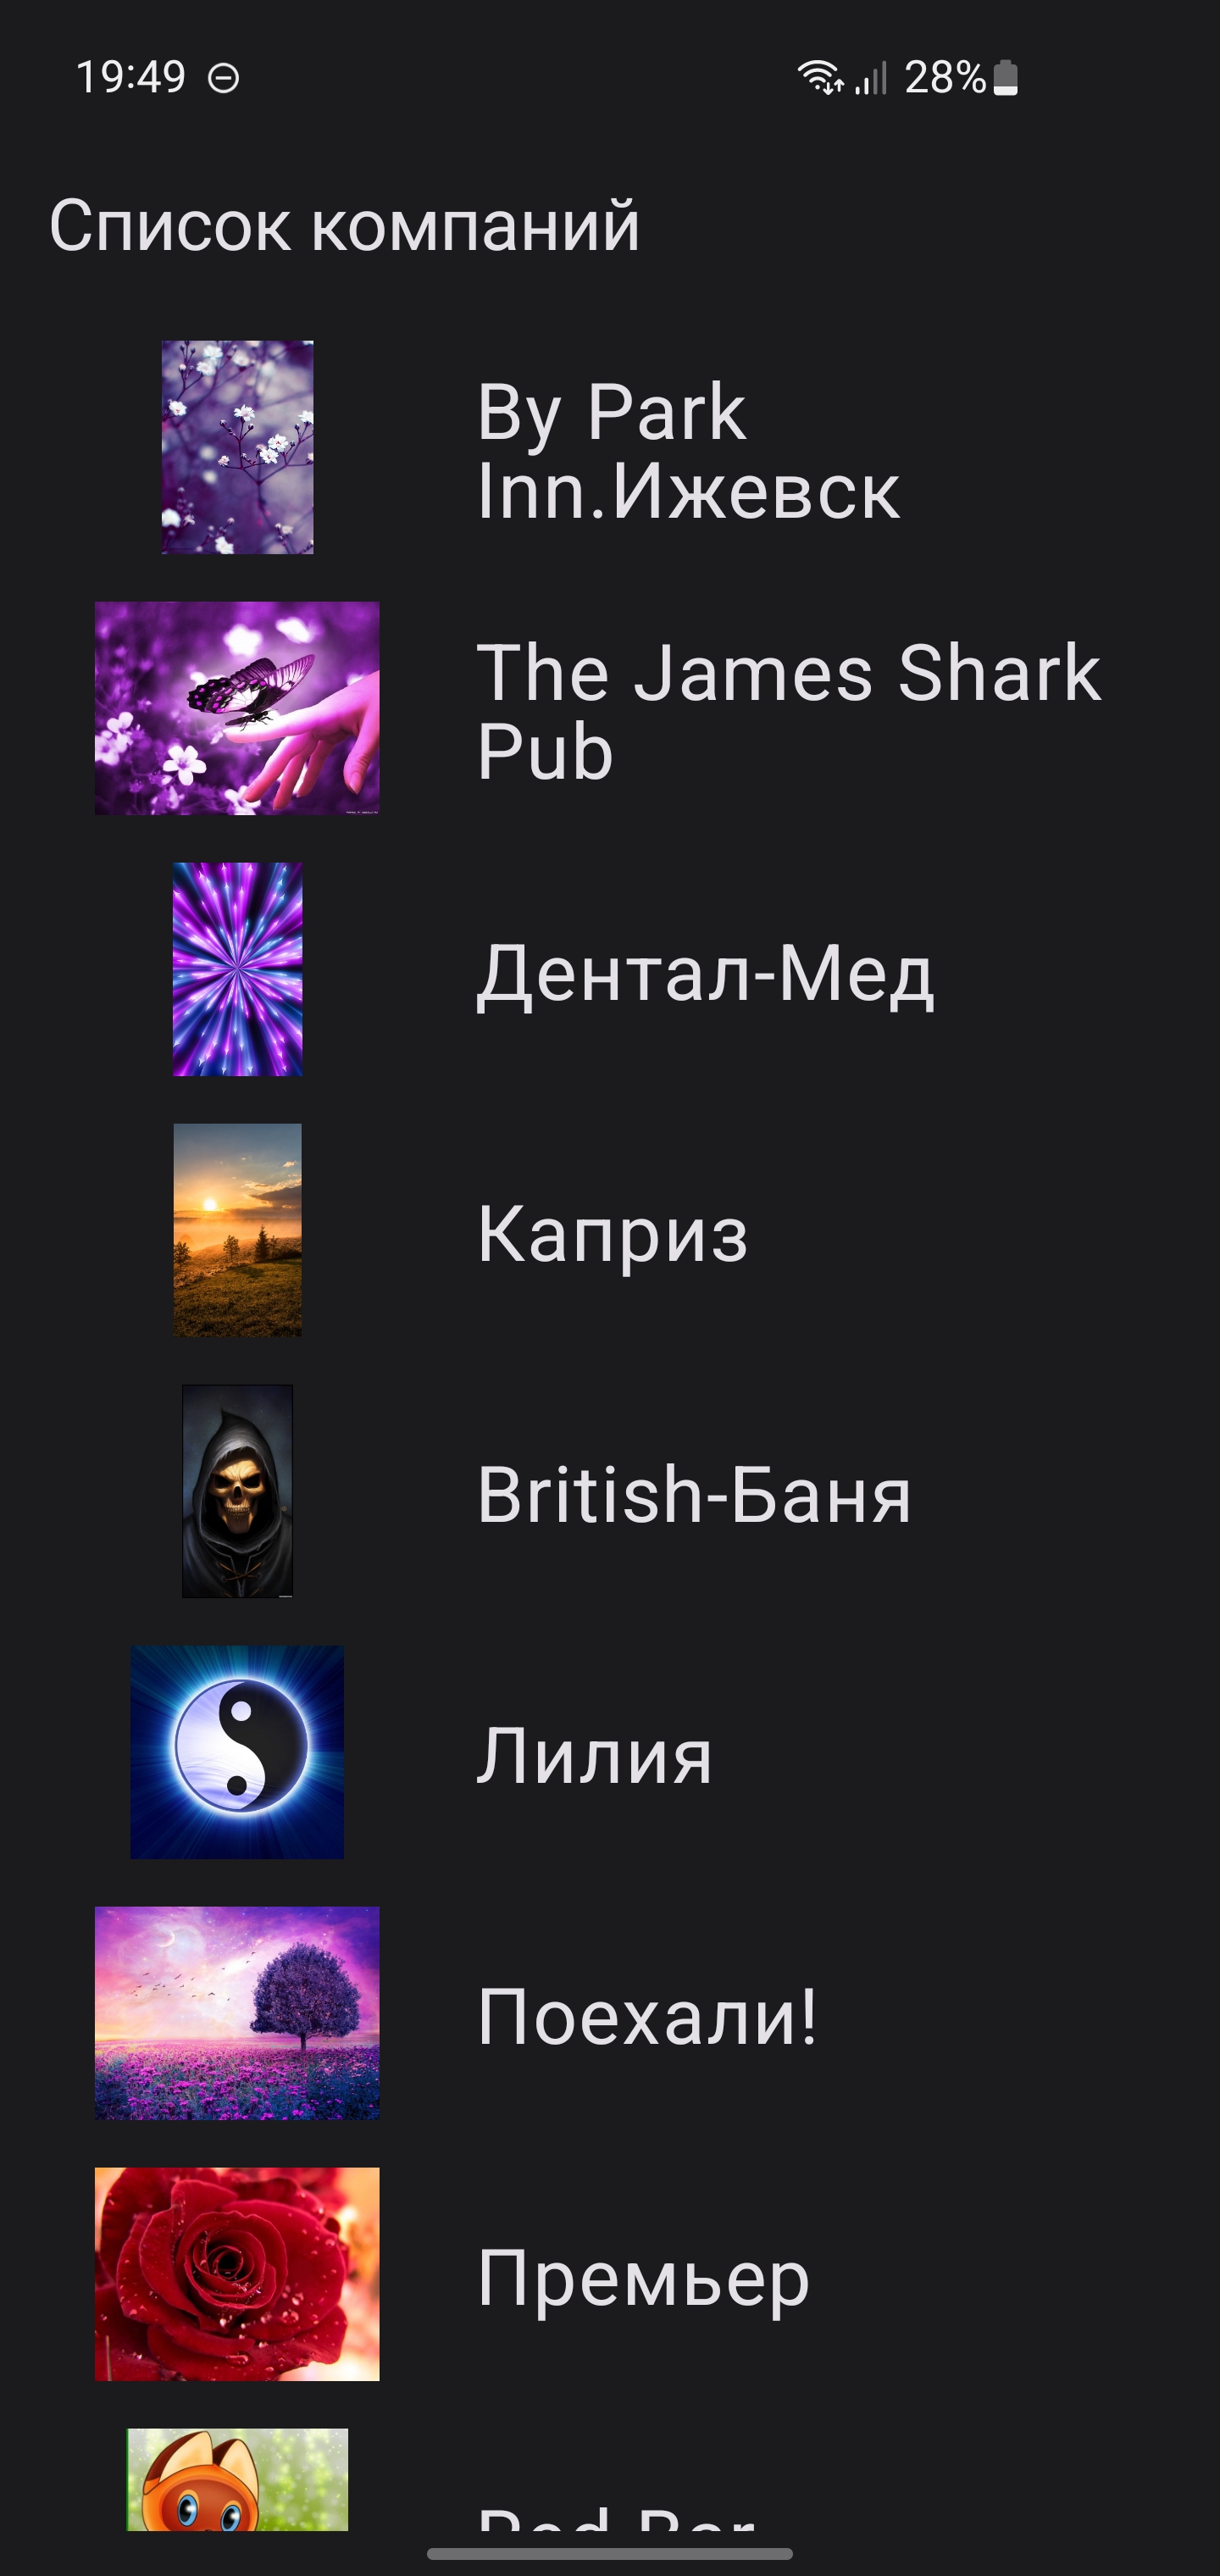 19:49
28%
Список компаний
By Park
Inn.Ижевск
The James Shark
Pub
Дентал-Мед
Каприз
British-Баня
Лилия
Поехали!
Премьер